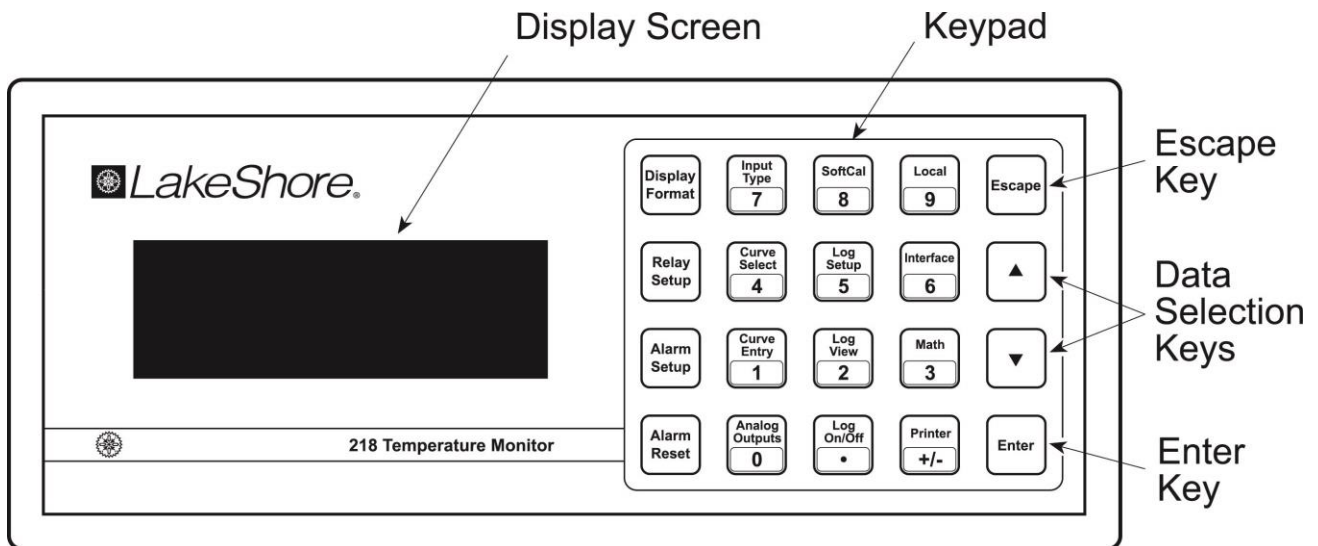 Display Screen
Keypad
LakeShore®
Display
Format
Input
Type
7
SoftCal
8
Local
9
Escape
Escape
Key
Relay
Setup
Curve
Select
4
Log
Setup
5
Interface
6
▲
Data
Selection
Keys
Alarm
Setup
Curve
Entry
1
Log
View
2
Math
3
▼
218 Temperature Monitor
Alarm
Reset
Analog
Outputs
0
Log
On/Off
•
Printer
+/-
Enter
Enter
Key